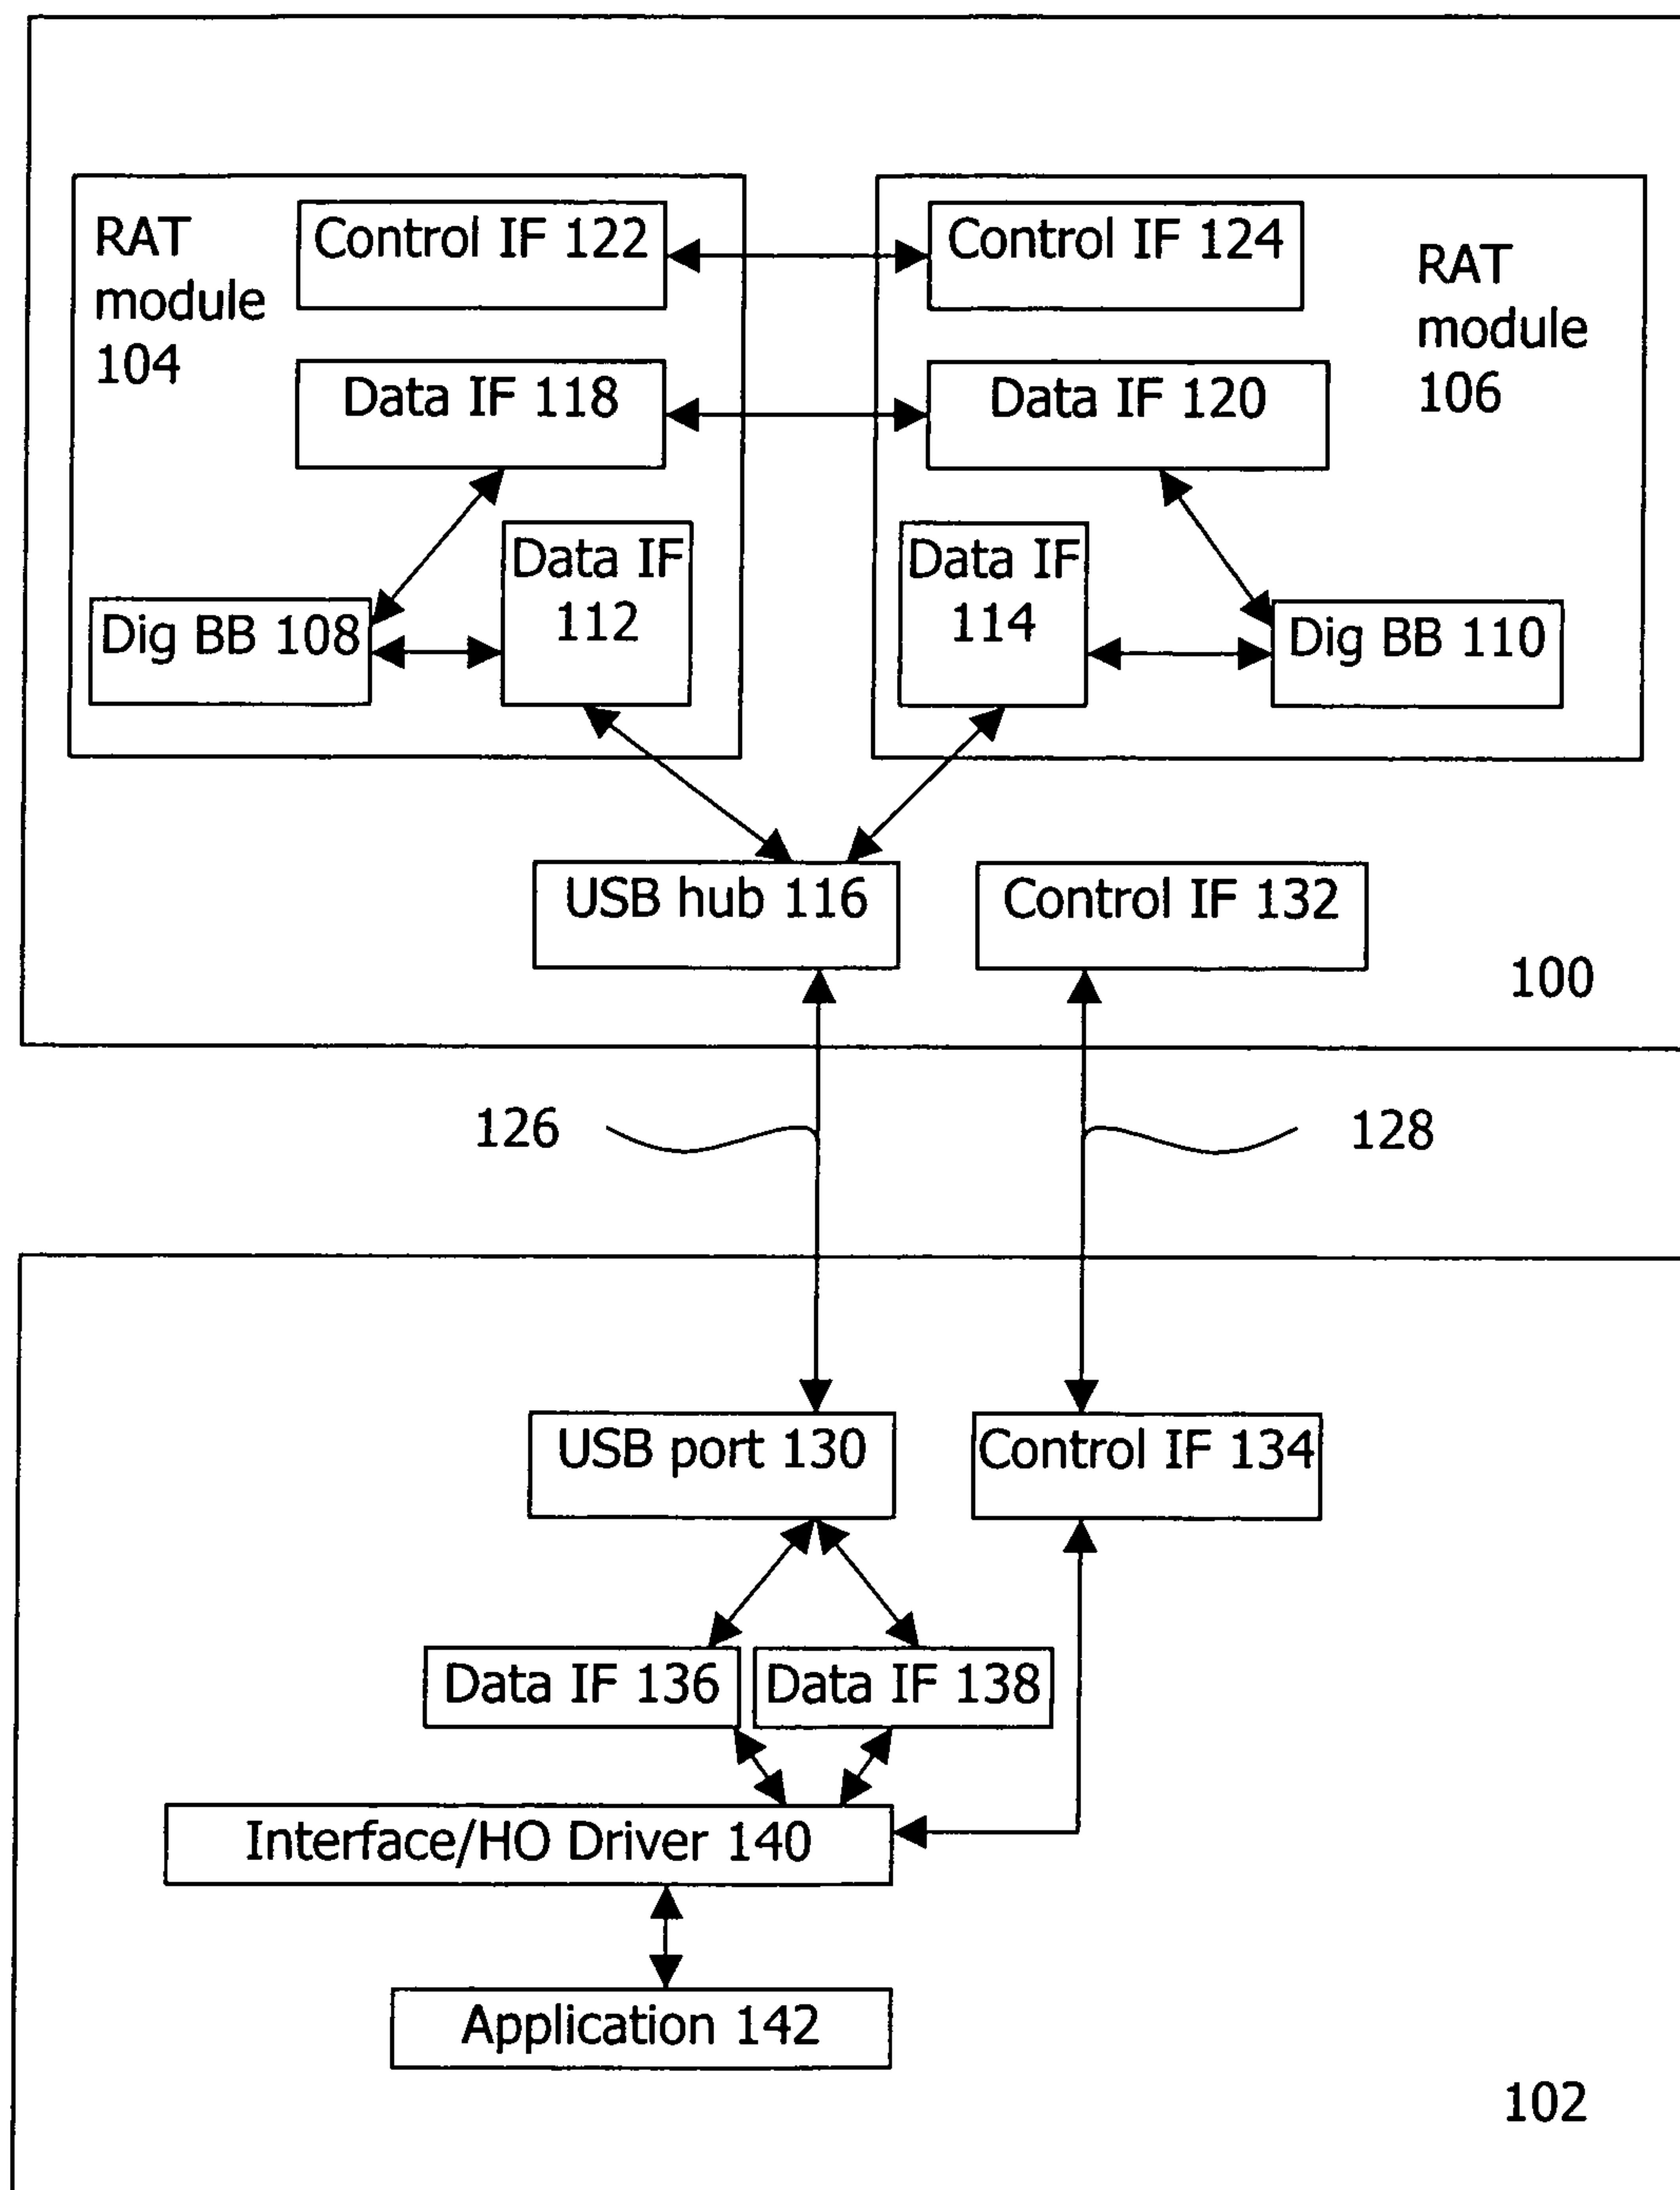 RAT
module
104
Control IF 122
Control IF 124
RAT
module
106
Data IF 118
Data IF 120
Data IF
112
Data IF
114
Dig BB 108
Dig BB 110
USB hub 116
Control IF 132
100
126
128
USB port 130
Control IF 134
Data IF 136
Data IF 138
Interface/HO Driver 140
Application 142
102